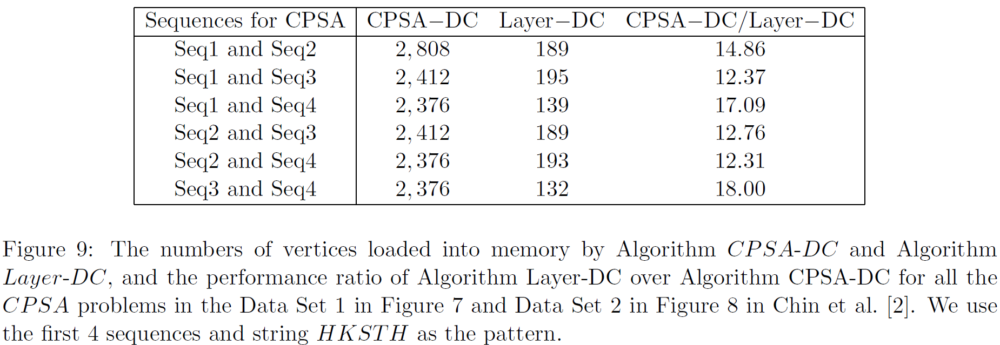 Sequences for CPSA CPSA−DC Layer−DC CPSA−DC/Layer−DC
Seq1 and Seq2 2,808 189 14.86
Seq1 and Seq3 2,412 195 12.37
Seq1 and Seq4 2,376 139 17.09
Seq2 and Seq3 2,412 189 12.76
Seq2 and Seq4 2,376 193 12.31
Seq3 and Seq4 2,376 132 18.00
Figure 9: The numbers of vertices loaded into memory by Algorithm CPSA-DC and Algorithm
Layer-DC, and the performance ratio of Algorithm Layer-DC over Algorithm CPSA-DC for all the
CPSA problems in the Data Set 1 in Figure 7 and Data Set 2 in Figure 8 in Chin et al. [2]. We use
the first 4 sequences and string HKSTH as the pattern.